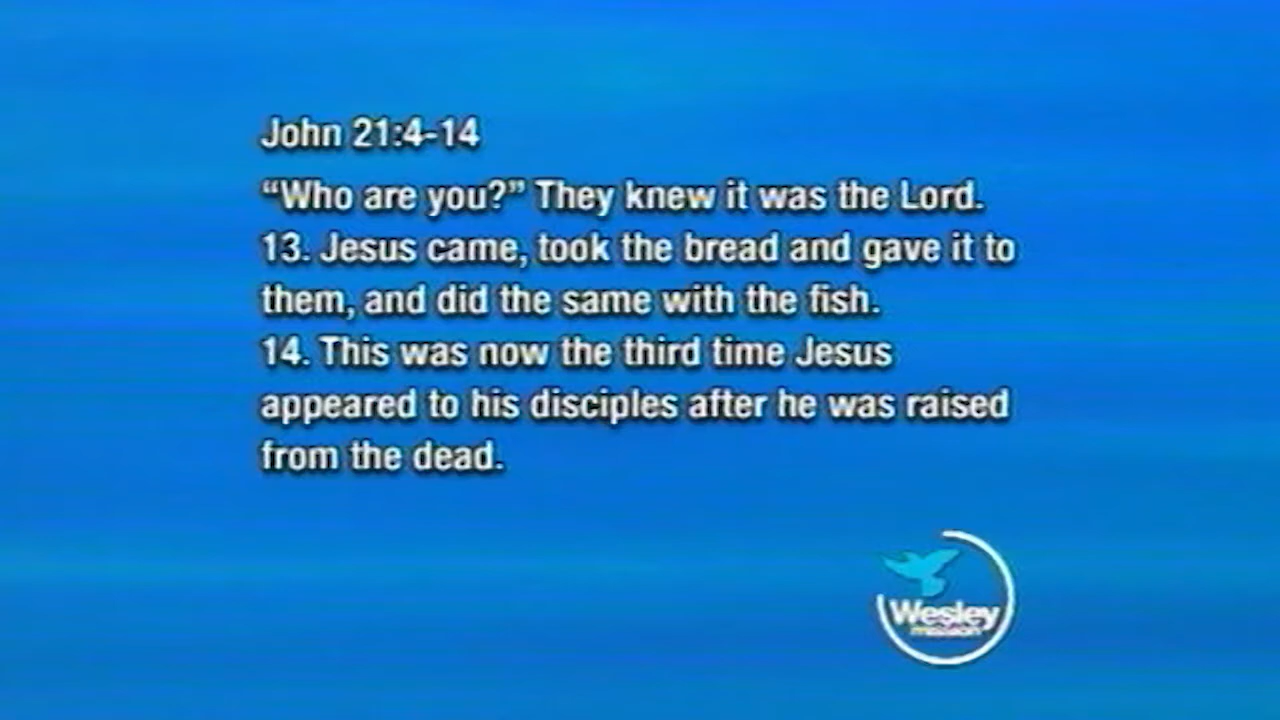 John 21:4-14
“Who are you?” They knew it was the Lord.
13. Jesus came, took the bread and gave it to
them, and did the same with the fish.
14. This was now the third time Jesus
appeared to his disciples after he was raised
from the dead.
Wesley
mission